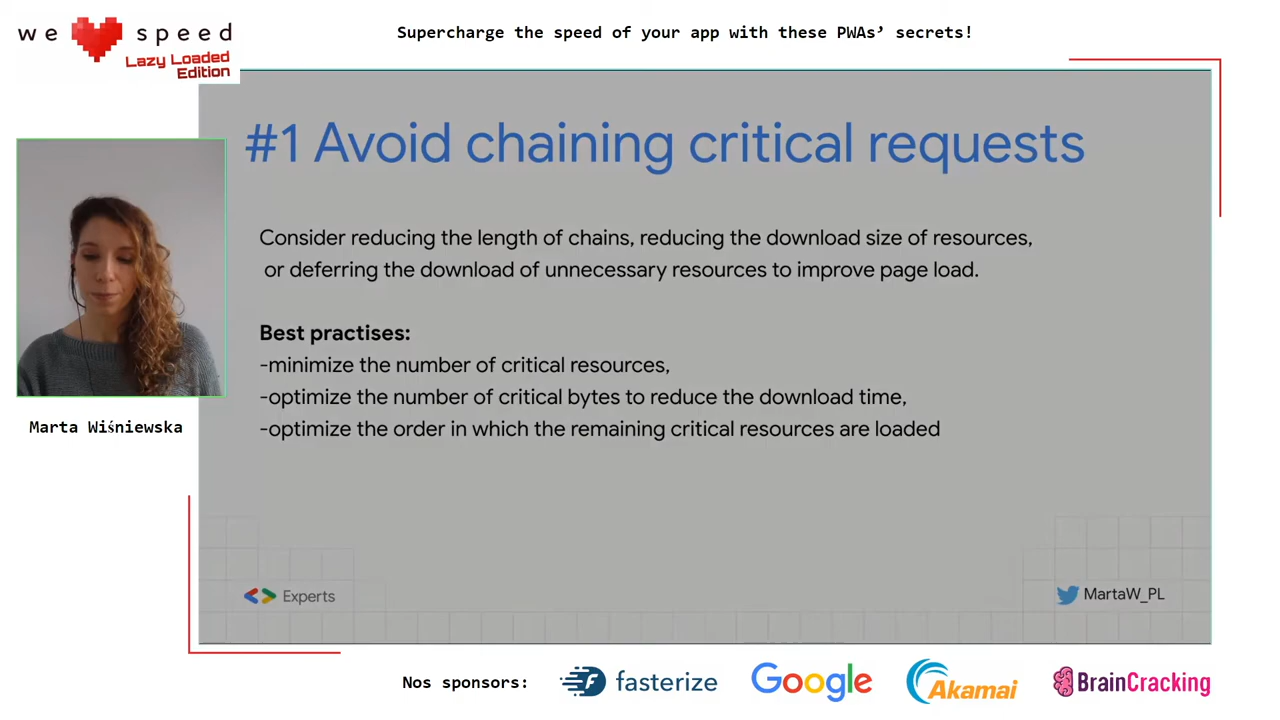 we speed
Lazy Loaded
Edition
Supercharge the speed of your app with these PWAs’ secrets!
#1 Avoid chaining critical requests
Consider reducing the length of chains, reducing the download size of resources,
or deferring the download of unnecessary resources to improve page load.
Best practises:
-minimize the number of critical resources,
-optimize the number of critical bytes to reduce the download time,
-optimize the order in which the remaining critical resources are loaded
Marta Wiśniewska
Experts
MartaW_PL
Nos sponsors:
fasterize
Google
Akamai
BrainCracking